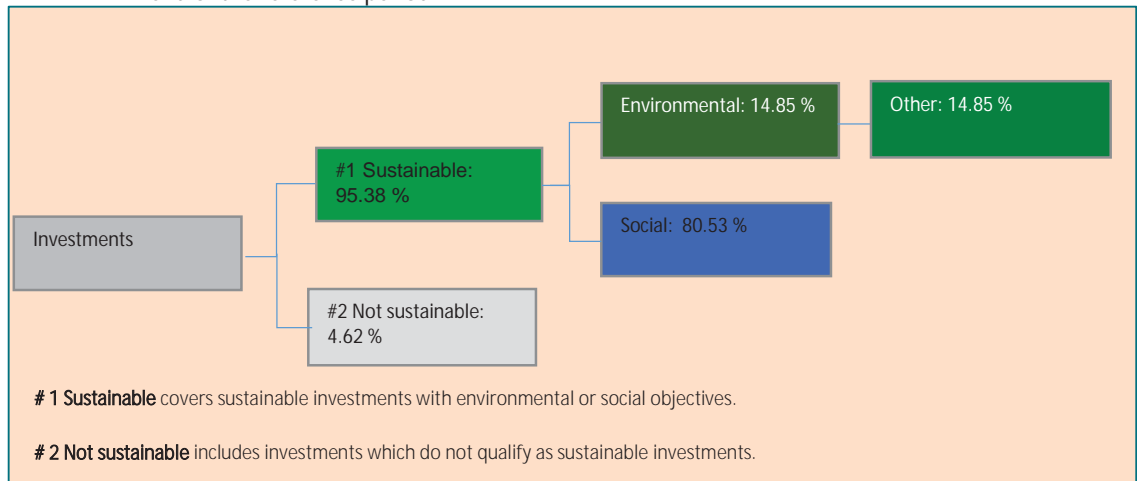 Investments
#1 Sustainable:
95.38 %
#2 Not sustainable:
4.62 %
Environmental: 14.85 %
Social: 80.53 %
Other: 14.85 %
# 1 Sustainable covers sustainable investments with environmental or social objectives.
# 2 Not sustainable includes investments which do not qualify as sustainable investments.